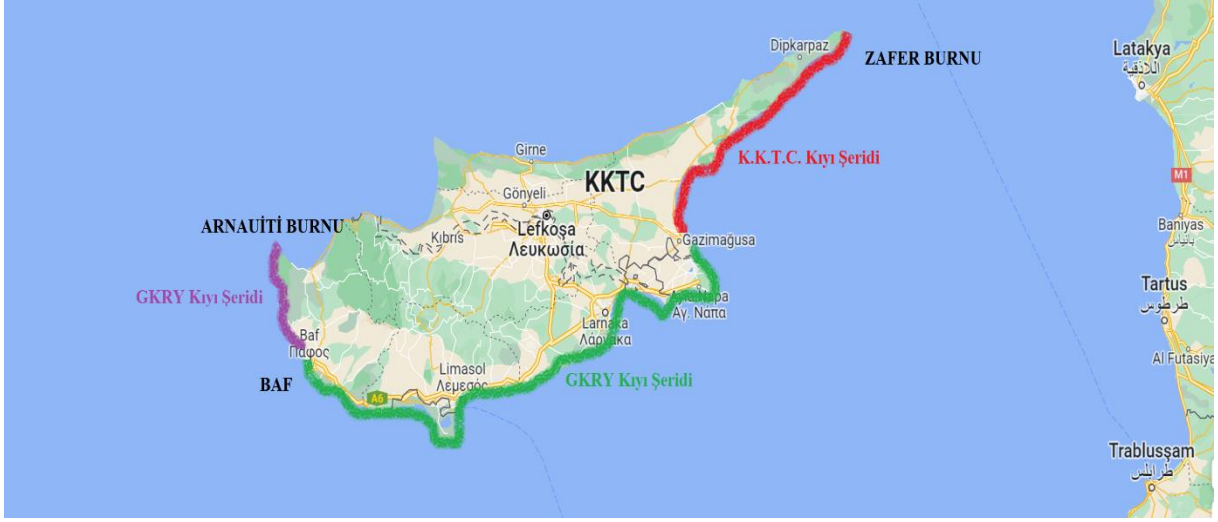 Dipkarpaz
ZAFER BURNU
Latakya
اللاذقية
K.K.T.C. Kıyı Şeridi
M1
Girne
KKTC
Gönyeli
Lefkoşa
Λευκωσία
Baniyas
بانياس
ARNAUİTİ BURNU
Kıbrıs
Gazimağusa
GKRY Kıyı Şeridi
Tartus
طرطوس
Ayia Napa
Αγ. Νάπα
Larnaka
Λάρνακα
Baf
Πάφος
Al Futasiya
BAF
Limasol
Λεμεσός
GKRY Kıyı Şeridi
A6
Trablusşam
طرابلس